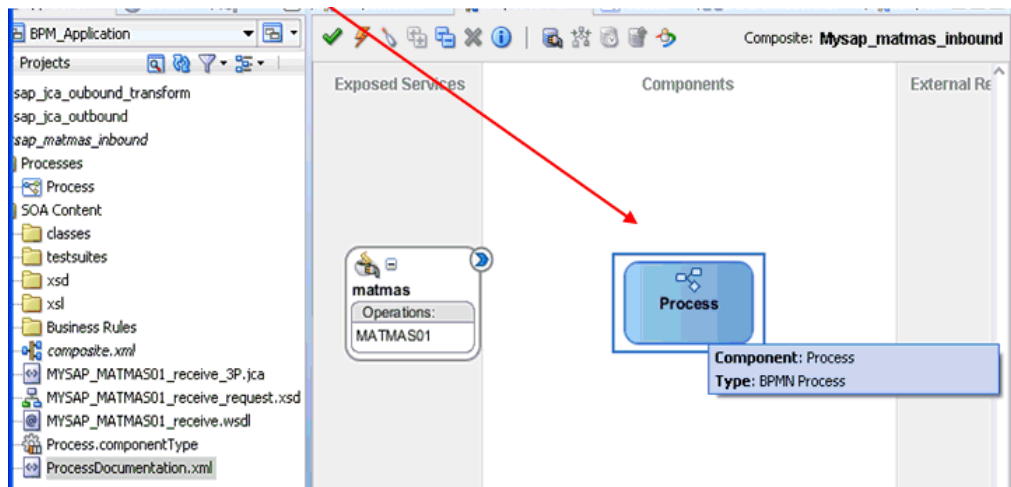 BPM_Application
Projects
sap_jca_oubound_transform
sap_jca_outbound
sap_matmas_inbound
Processes
Process
SOA Content
classes
testsuites
xsd
xsl
Business Rules
composite.xml
MYSAP_MATMAS01_receive_3P.jca
MYSAP_MATMAS01_receive_request.xsd
MYSAP_MATMAS01_receive.wsdl
Process.componentType
ProcessDocumentation.xml
Composite: Mysap_matmas_inbound
Exposed Services
Components
External Re
matmas
Operations:
MATMAS01
Process
Component: Process
Type: BPMN Process